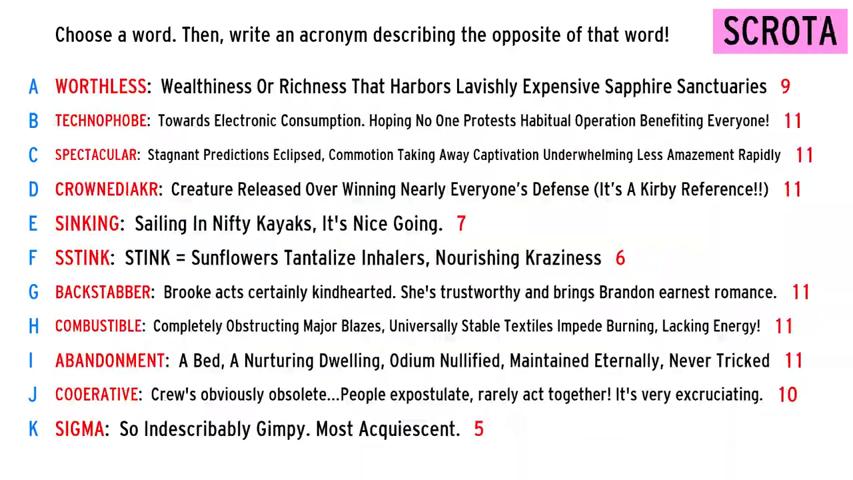 Choose a word. Then, write an acronym describing the opposite of that word!
SCROTA
A WORTHLESS: Wealthiness Or Richness That Harbors Lavishly Expensive Sapphire Sanctuaries 9
B TECHNOPHOBE: Towards Electronic Consumption. Hoping No One Protests Habitual Operation Benefiting Everyone! 11
C SPECTACULAR: Stagnant Predictions Eclipsed, Commotion Taking Away Captivation Underwhelming Less Amazement Rapidly 11
D CROWNEDIAKR: Creature Released Over Winning Nearly Everyone's Defense (It's A Kirby Reference!!) 11
E SINKING: Sailing In Nifty Kayaks, It's Nice Going. 7
F SSTINK: STINK = Sunflowers Tantalize Inhalers, Nourishing Kraziness 6
G BACKSTABBER: Brooke acts certainly kindhearted. She's trustworthy and brings Brandon earnest romance. 11
H COMBUSTIBLE: Completely Obstructing Major Blazes, Universally Stable Textiles Impede Burning, Lacking Energy! 11
I ABANDONMENT: A Bed, A Nurturing Dwelling, Odium Nullified, Maintained Eternally, Never Tricked 11
J COOERATIVE: Crew's obviously obsolete...People expostulate, rarely act together! It's very excruciating. 10
K SIGMA: So Indescribably Gimpy. Most Acquiescent. 5